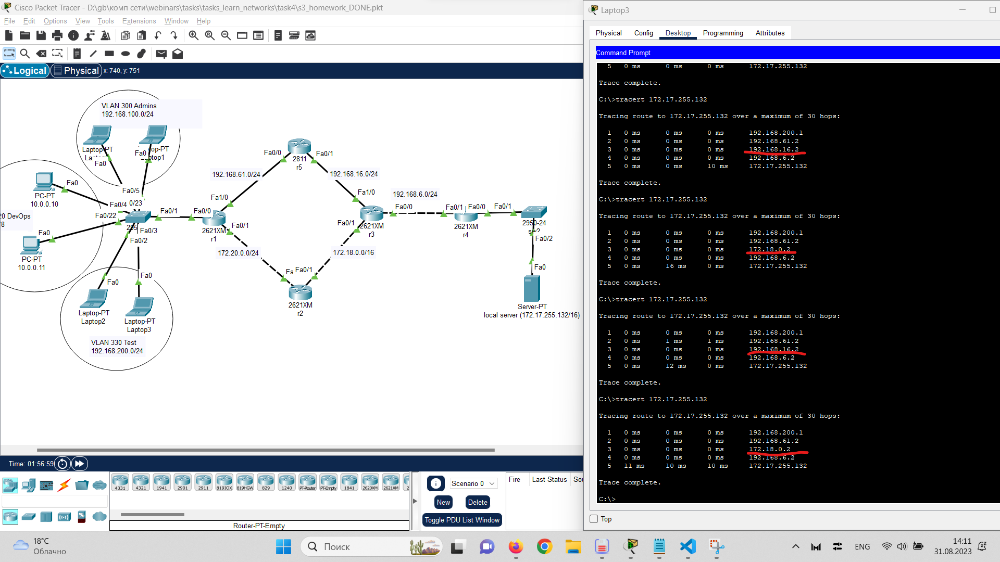 Cisco Packet Tracer - D:\gb\комп сети\webinars\tasks\tasks_learn_networks\task4\s3_homework_DONE.pkt
File Edit Options View Tools Extensions Window Help
Logical Physical x: 740, y: 751
VLAN 300 Admins
192.168.100.0/24
Laptop-PT
Fa0
Fa0
Laptop-PT
Laptop2
Fa0
Laptop-PT
Laptop3
Fa0
VLAN 330 Test
192.168.200.0/24
PC-PT
10.0.0.10
Fa0
20 DevOps
PC-PT
10.0.0.11
Fa0
Fa0/5
Fa0/4
0/23
Fa0/22
Fa0/1
Fa0/3
Fa0/2
Fa0/0
Fa1/0
Fa0/1
2621XM
r1
192.168.61.0/24
172.20.0.0/24
Fa0/0
Fa0/1
2811
r5
192.168.16.0/24
172.18.0.0/16
Fa0/1
2621XM
r2
Fa1/0
Fa0/0
Fa0/1
2621XM
r3
192.168.6.0/24
Fa0/1
Fa0/0
2621XM
r4
Fa0/1
2950-24
sw2
Fa0/2
Fa0
Server-PT
local server (172.17.255.132/16)
Time: 01:56:59
4331 4321 1941 2901 2911 819IOX 819HGW 829 1240 PT-Router PT-Empty 1841 2620XM 2621XM
Router-PT-Empty
Scenario 0
New Delete
Toggle PDU List Window
Fire Last Status Sou
Laptop3
Physical Config Desktop Programming Attributes
Command Prompt
5 0 ms 0 ms 0 ms 172.17.255.132
Trace complete.
C:\>tracert 172.17.255.132
Tracing route to 172.17.255.132 over a maximum of 30 hops:
1 0 ms 0 ms 0 ms 192.168.200.1
2 0 ms 0 ms 0 ms 192.168.61.2
3 0 ms 0 ms 0 ms 192.168.16.2
4 0 ms 0 ms 0 ms 192.168.6.2
5 0 ms 0 ms 10 ms 172.17.255.132
Trace complete.
C:\>tracert 172.17.255.132
Tracing route to 172.17.255.132 over a maximum of 30 hops:
1 0 ms 0 ms 0 ms 192.168.200.1
2 0 ms 0 ms 0 ms 192.168.61.2
3 0 ms 0 ms 0 ms 172.18.0.2
4 0 ms 0 ms 0 ms 192.168.6.2
5 0 ms 16 ms 0 ms 172.17.255.132
Trace complete.
C:\>tracert 172.17.255.132
Tracing route to 172.17.255.132 over a maximum of 30 hops:
1 0 ms 0 ms 0 ms 192.168.200.1
2 0 ms 1 ms 1 ms 192.168.61.2
3 0 ms 0 ms 0 ms 192.168.16.2
4 0 ms 0 ms 0 ms 192.168.6.2
5 0 ms 12 ms 0 ms 172.17.255.132
Trace complete.
C:\>tracert 172.17.255.132
Tracing route to 172.17.255.132 over a maximum of 30 hops:
1 0 ms 0 ms 0 ms 192.168.200.1
2 0 ms 0 ms 0 ms 192.168.61.2
3 0 ms 0 ms 0 ms 172.18.0.2
4 0 ms 0 ms 0 ms 192.168.6.2
5 11 ms 10 ms 10 ms 172.17.255.132
Trace complete.
C:\>
Top
18°C
Облачно
Поиск
ENG
14:11
31.08.2023